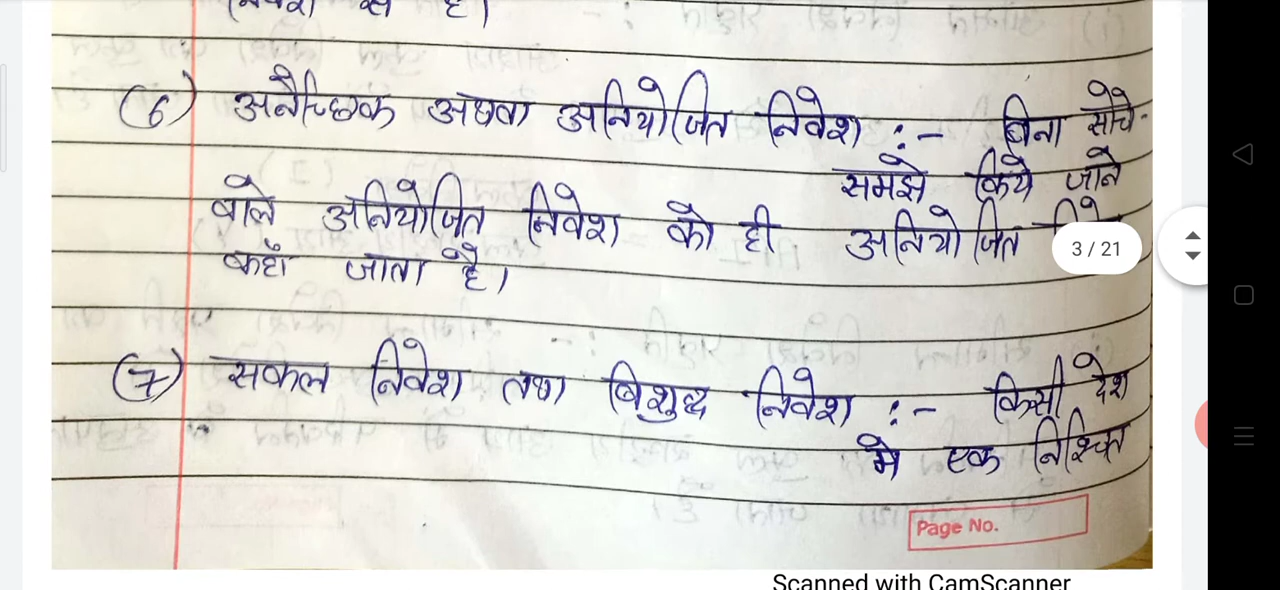 से है।
(6) अनैच्छिक अथवा अनियोजित निवेश :- बिना सोचे-
समझे किये जाने
वाले अनियोजित निवेश को ही अनियोजित
कहाँ जाता है।
3 / 21
(7) सकल निवेश तथा विशुद्ध निवेश :- किसी देश
मे एक निश्चित
Page No.
Scanned with CamScanner